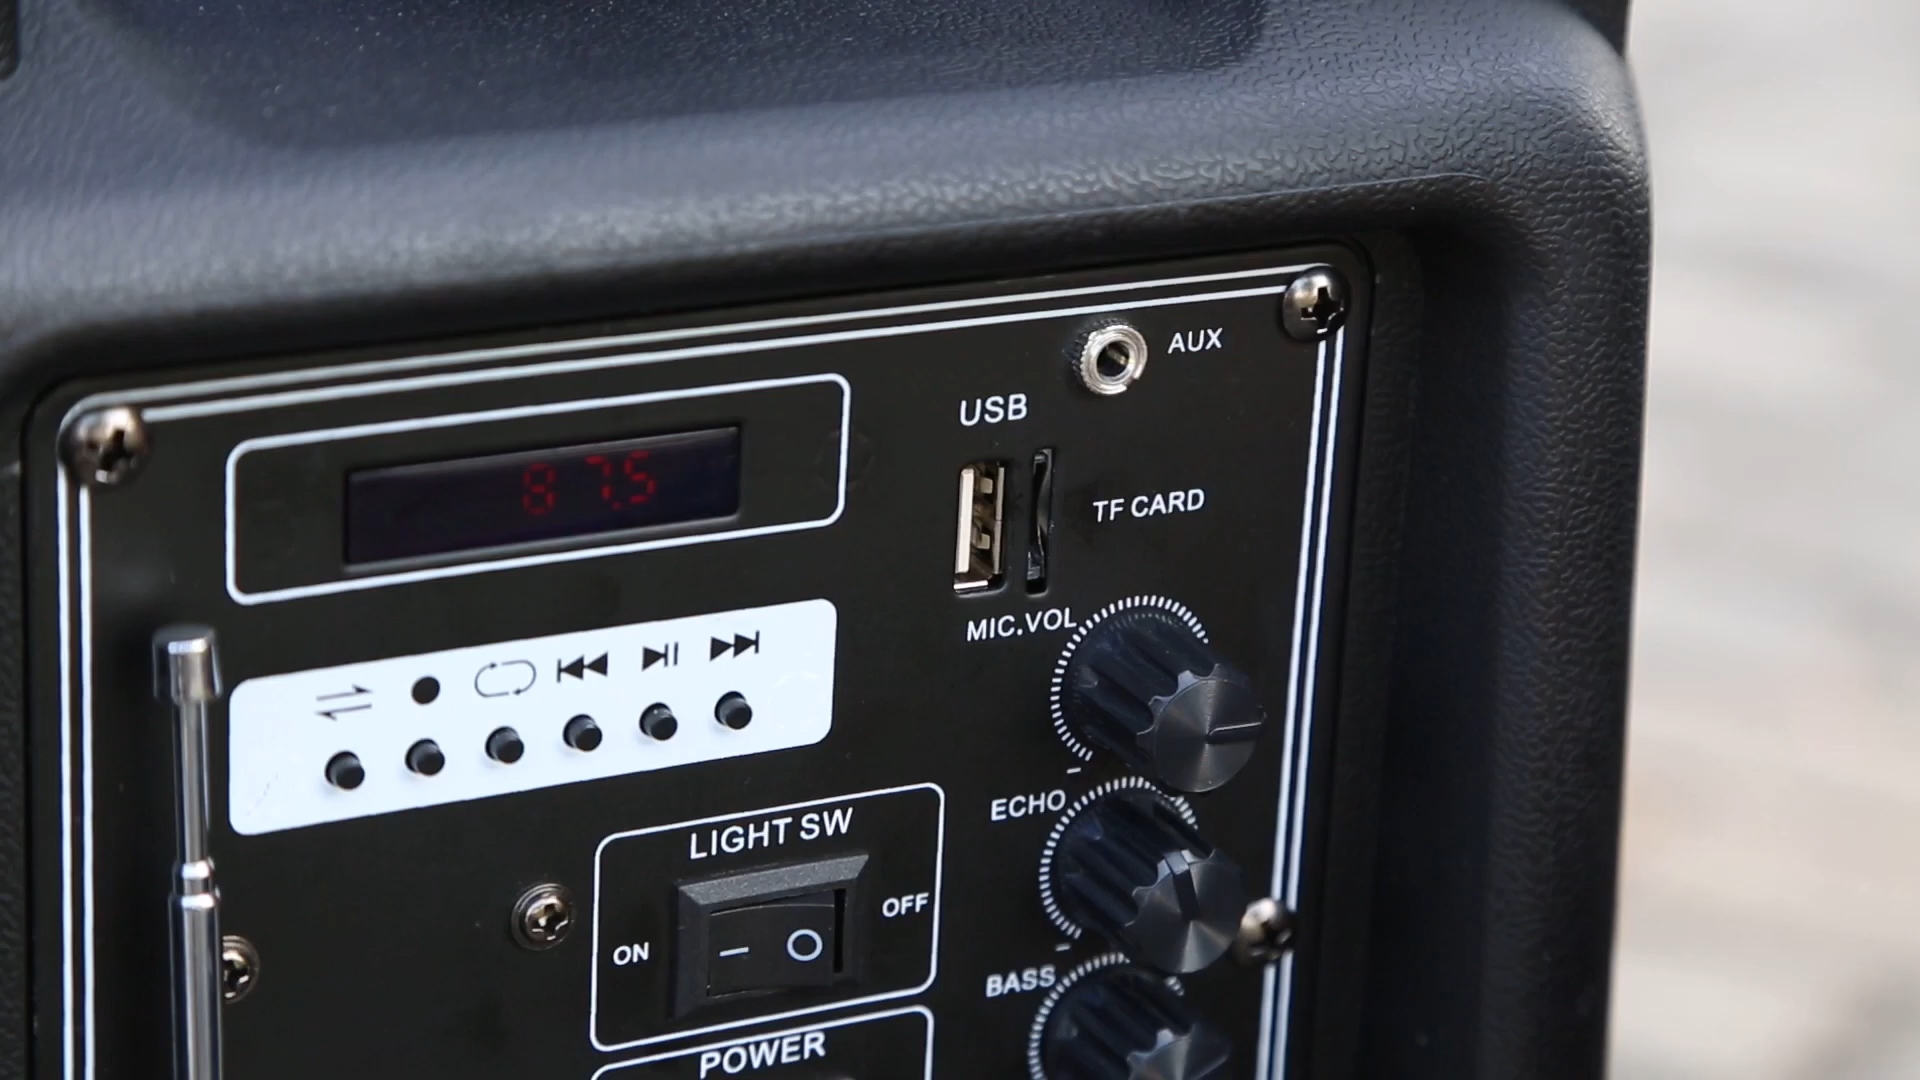 AUX
USB
87.5
TF CARD
MIC.VOL
ECHO
LIGHT SW
OFF
ON
BASS
POWER